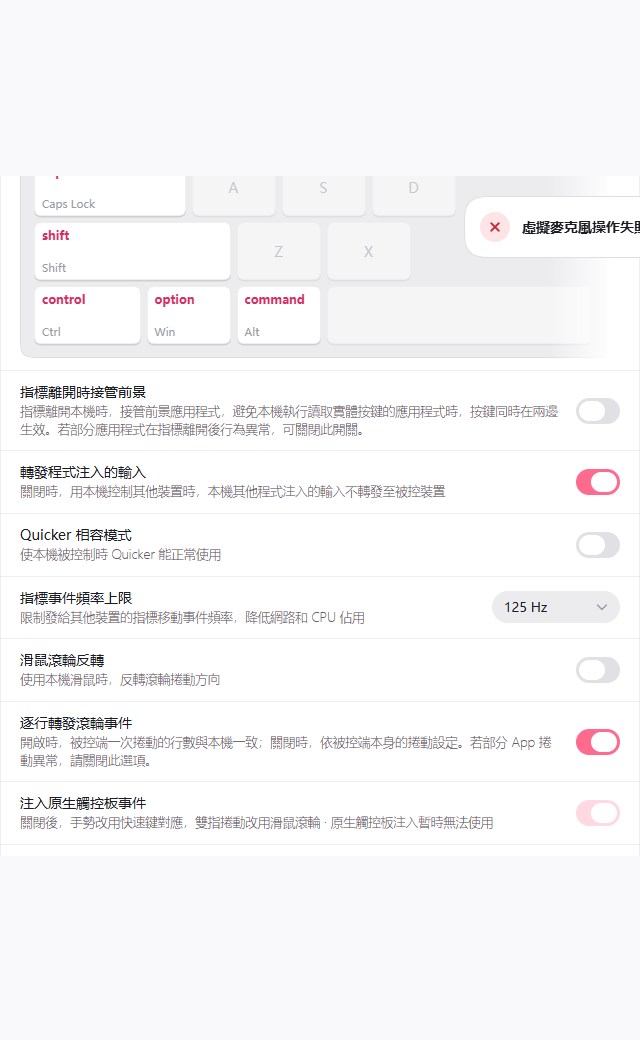 Caps Lock
A
S
D
虛擬麥克風操作失
shift
Shift
Z
X
control
Ctrl
option
Win
command
Alt
指標離開時接管前景
指標離開本機時，接管前景應用程式，避免本機執行讀取實體按鍵的應用程式時，按鍵同時在兩邊
生效。若部分應用程式在指標離開後行為異常，可關閉此開關。
轉發程式注入的輸入
關閉時，用本機控制其他裝置時，本機其他程式注入的輸入不轉發至被控裝置
Quicker 相容模式
使本機被控制時 Quicker 能正常使用
指標事件頻率上限
限制發給其他裝置的指標移動事件頻率，降低網路和 CPU 佔用
125 Hz
滑鼠滾輪反轉
使用本機滑鼠時，反轉滾輪捲動方向
逐行轉發滾輪事件
開啟時，被控端一次捲動的行數與本機一致；關閉時，依被控端本身的捲動設定。若部分 App 捲
動異常，請關閉此選項。
注入原生觸控板事件
關閉後，手勢改用快速鍵對應，雙指捲動改用滑鼠滾輪 · 原生觸控板注入暫時無法使用